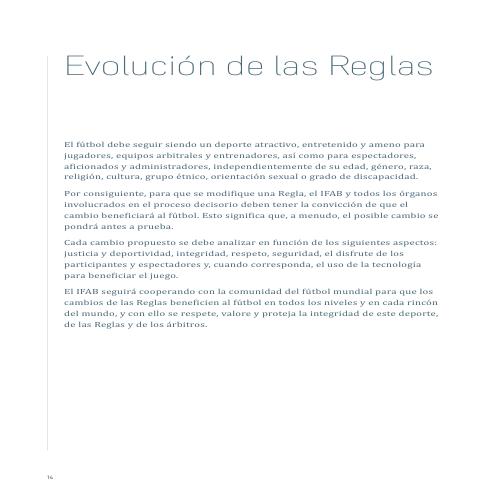 Evolución de las Reglas
El fútbol debe seguir siendo un deporte atractivo, entretenido y ameno para
jugadores, equipos arbitrales y entrenadores, así como para espectadores,
aficionados y administradores, independientemente de su edad, género, raza,
religión, cultura, grupo étnico, orientación sexual o grado de discapacidad.
Por consiguiente, para que se modifique una Regla, el IFAB y todos los órganos
involucrados en el proceso decisorio deben tener la convicción de que el
cambio beneficiará al fútbol. Esto significa que, a menudo, el posible cambio se
pondrá antes a prueba.
Cada cambio propuesto se debe analizar en función de los siguientes aspectos:
justicia y deportividad, integridad, respeto, seguridad, el disfrute de los
participantes y espectadores y, cuando corresponda, el uso de la tecnología
para beneficiar el juego.
El IFAB seguirá cooperando con la comunidad del fútbol mundial para que los
cambios de las Reglas beneficien al fútbol en todos los niveles y en cada rincón
del mundo, y con ello se respete, valore y proteja la integridad de este deporte,
de las Reglas y de los árbitros.
14